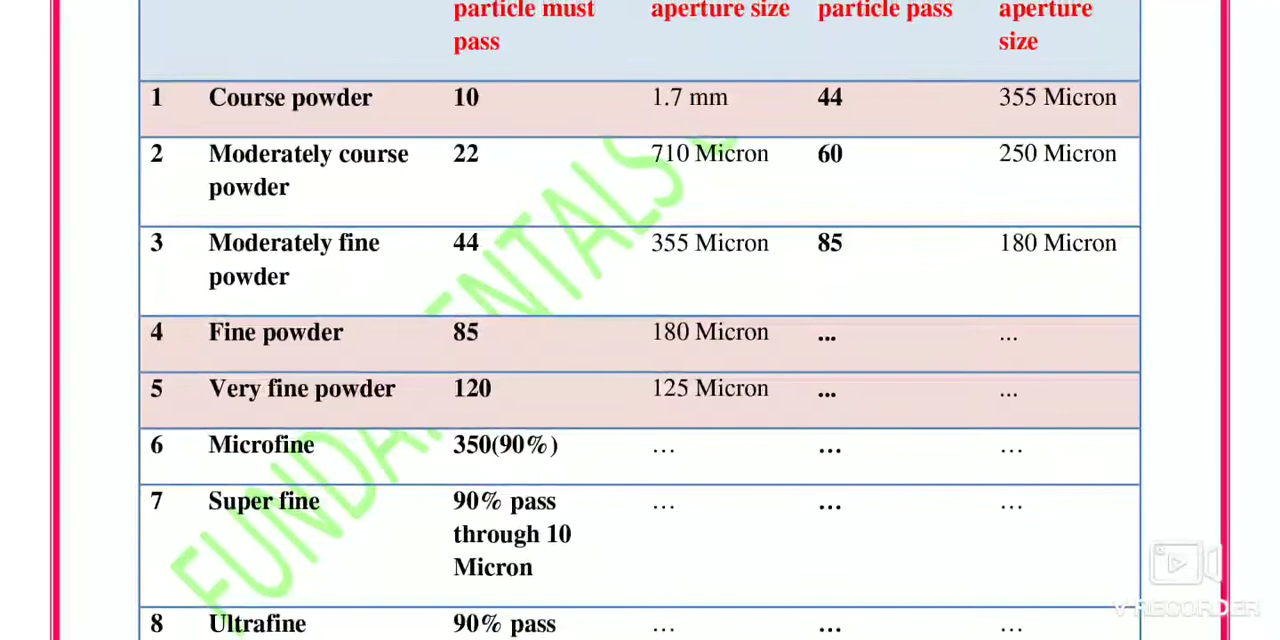 particle must aperture size particle pass aperture
pass size
1 Course powder 10 1.7 mm 44 355 Micron
2 Moderately course 22 710 Micron 60 250 Micron
powder
3 Moderately fine 44 355 Micron 85 180 Micron
powder
4 Fine powder 85 180 Micron ... ...
5 Very fine powder 120 125 Micron ... ...
6 Microfine 350(90%) ... ... ...
7 Super fine 90% pass ... ... ...
through 10
Micron
8 Ultrafine 90% pass ... ... ...
V RECORDER